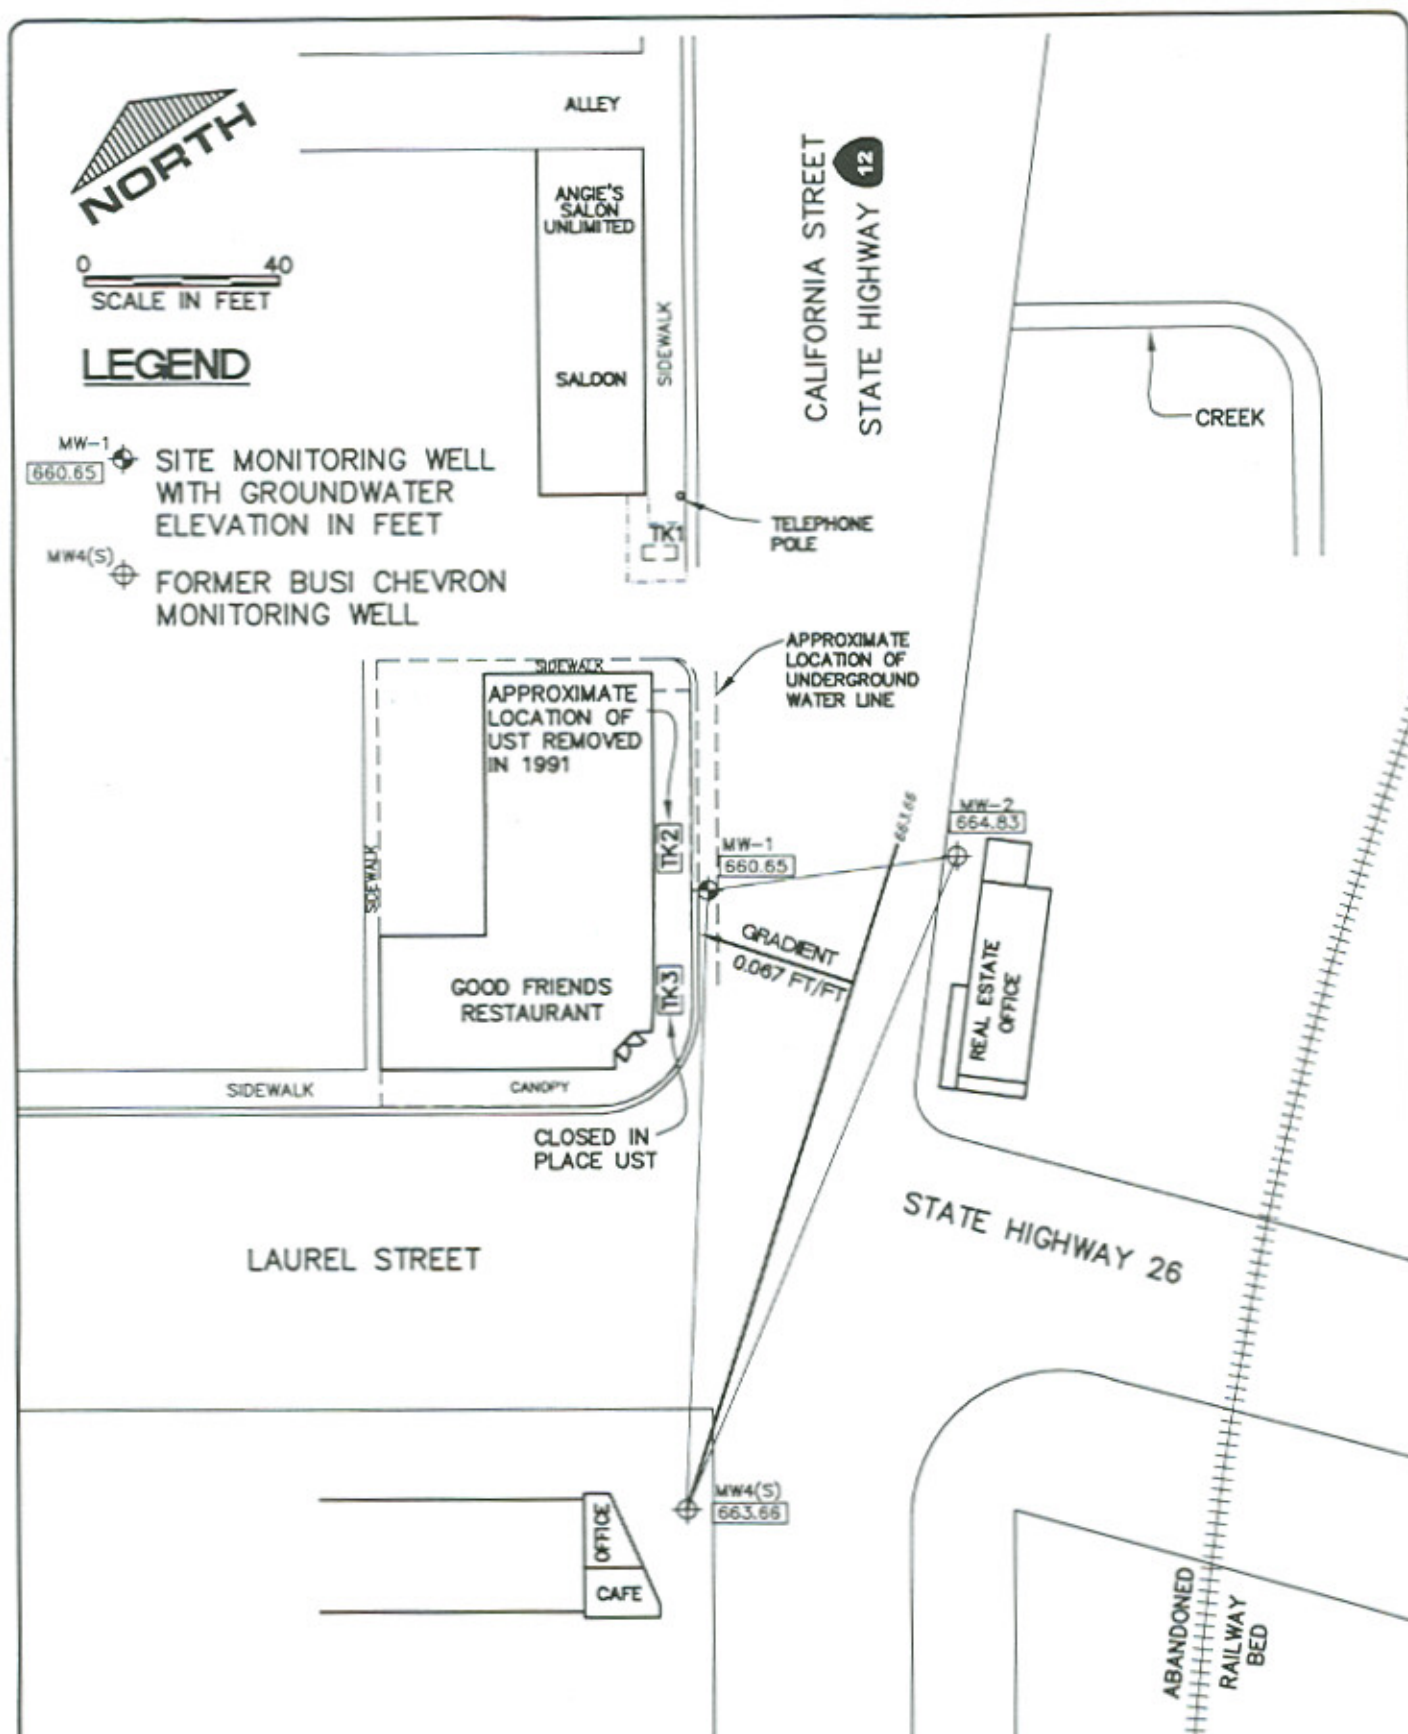 NORTH
0 40
SCALE IN FEET
LEGEND
MW-1
660.65
SITE MONITORING WELL
WITH GROUNDWATER
ELEVATION IN FEET
MW4(S)
FORMER BUSI CHEVRON
MONITORING WELL
ALLEY
ANGIE'S
SALON
UNLIMITED
SALOON
SIDEWALK
CALIFORNIA STREET
STATE HIGHWAY 12
CREEK
TELEPHONE
POLE
TK1
APPROXIMATE
LOCATION OF
UNDERGROUND
WATER LINE
SIDEWALK
APPROXIMATE
LOCATION OF
UST REMOVED
IN 1991
SIDEWALK
TK2
MW-1
660.65
663.66
MW-2
664.83
GRADIENT
0.067 FT/FT
TK3
GOOD FRIENDS
RESTAURANT
REAL ESTATE
OFFICE
SIDEWALK
CANOPY
CLOSED IN
PLACE UST
STATE HIGHWAY 26
LAUREL STREET
MW4(S)
663.66
OFFICE
CAFE
ABANDONED
RAILWAY
BED